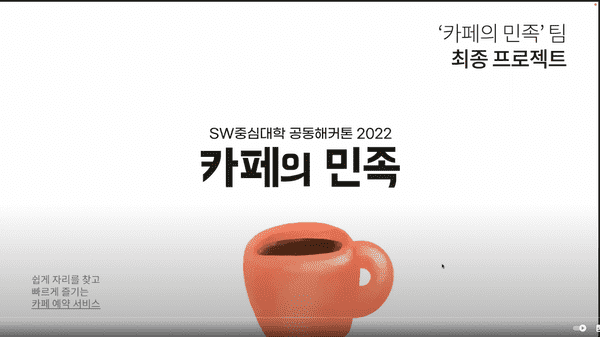 '카페의 민족' 팀
최종 프로젝트
SW중심대학 공동해커톤 2022
카페의 민족
쉽게 자리를 찾고
빠르게 즐기는
카페 예약 서비스